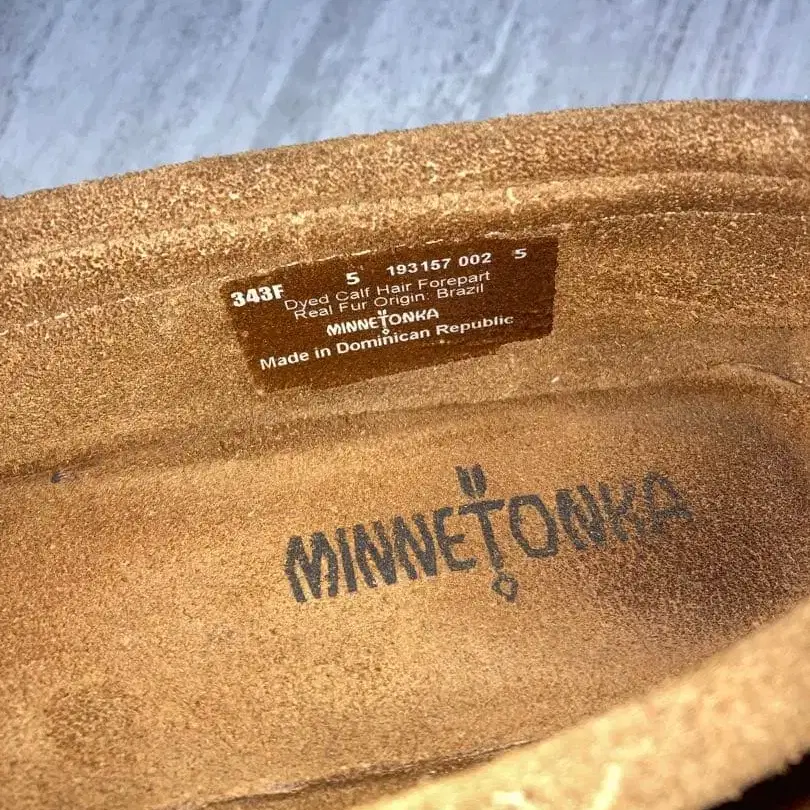 343F 5 193157 002 5
Dyed Calf Hair Forepart
Real Fur Origin: Brazil
MINNETONKA
Made in Dominican Republic
MINNETONKA